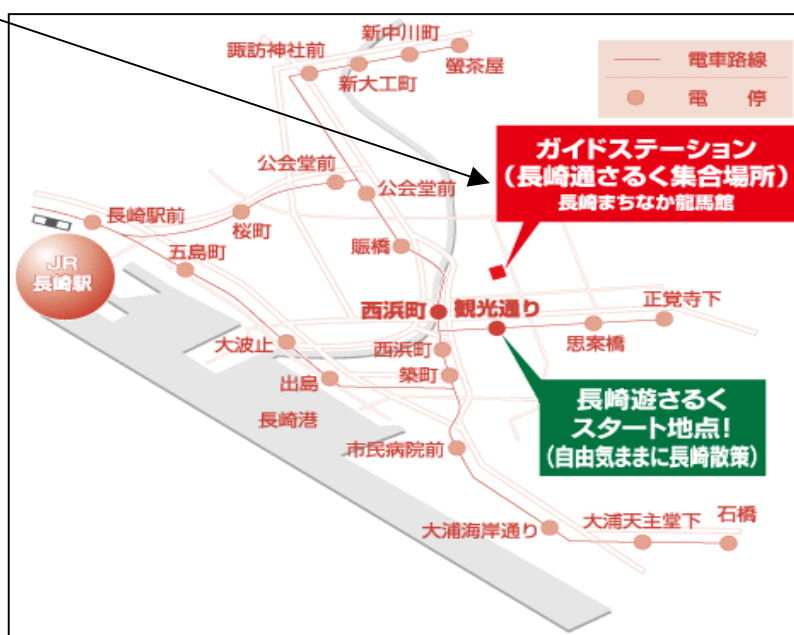 新中川町
諏訪神社前
螢茶屋
新大工町
電車路線
電 停
ガイドステーション
(長崎通さるく集合場所)
長崎まちなか龍馬館
公会堂前
公会堂前
長崎駅前
桜町
五島町
賑橋
JR
長崎駅
西浜町
観光通り
正覚寺下
大波止
西浜町
思案橋
築町
出島
長崎港
長崎遊さるく
スタート地点!
(自由気ままに長崎散策)
市民病院前
大浦海岸通り
大浦天主堂下
石橋